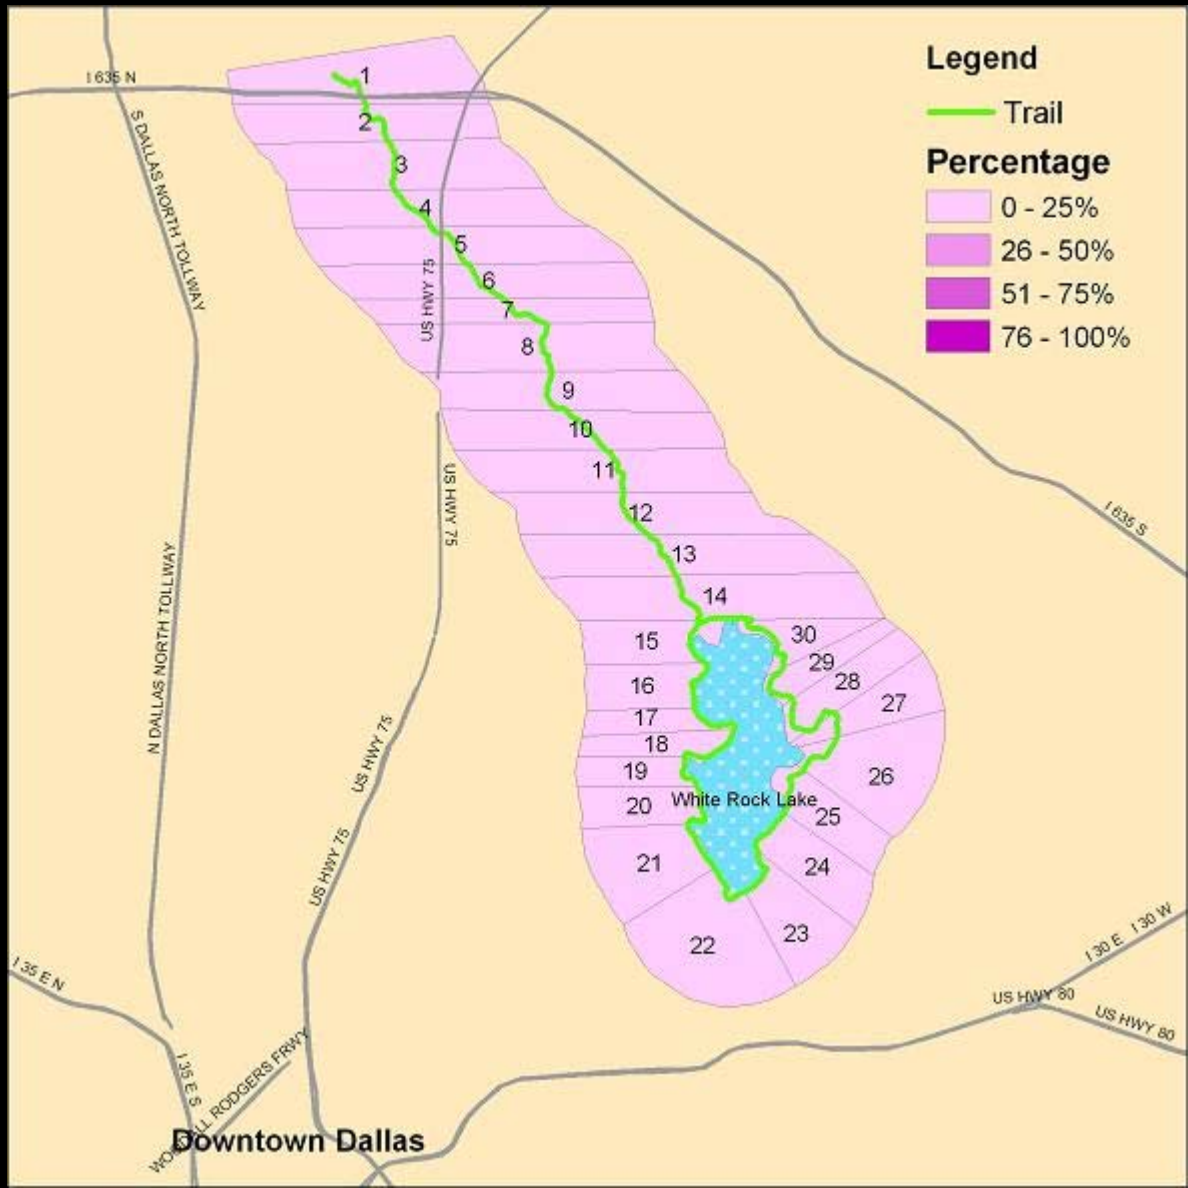 Legend
Trail
Percentage
0 - 25%
26 - 50%
51 - 75%
76 - 100%
I 635 N
S DALLAS NORTH TOLLWAY
1
2
3
4
5
6
7
US HWY 75
8
9
10
11
US HWY 75
12
I 635 S
13
14
N DALLAS NORTH TOLLWAY
15
30
29
16
28
27
17
18
US HWY 75
19
26
20
White Rock Lake
25
21
24
US HWY 75
22
23
I 35 E N
I 30 E
I 30 W
US HWY 80
US HWY 80
I 35 E S
RODGERS FRWY
Downtown Dallas